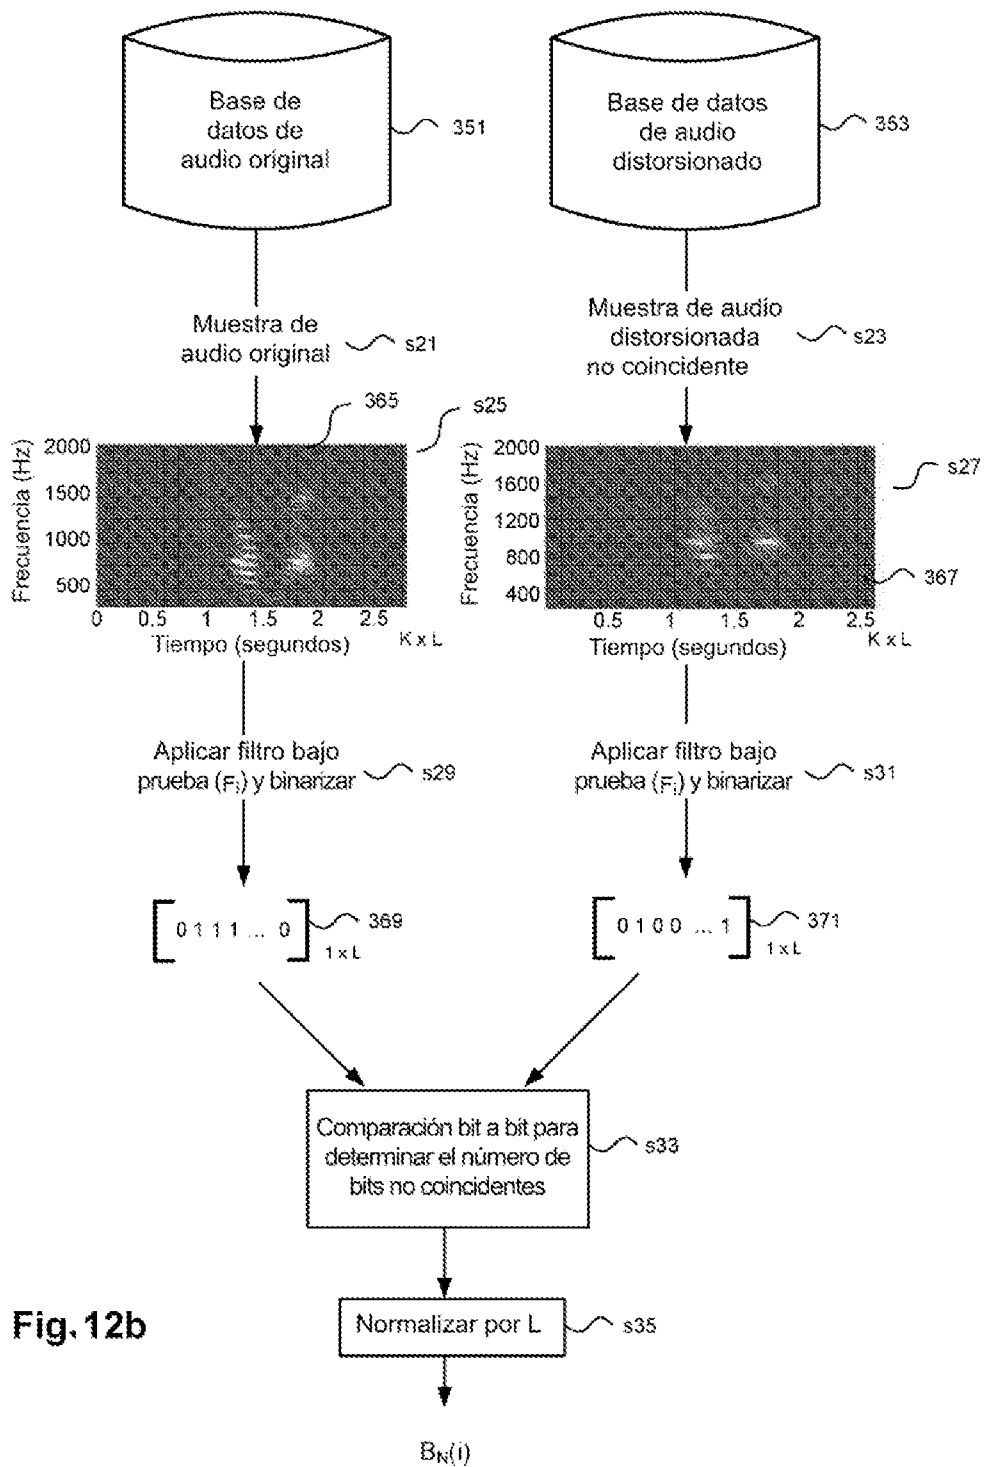 Base de
datos de
audio original
351
Base de datos
de audio
distorsionado
353
Muestra de
audio original
s21
Muestra de audio
distorsionada
no coincidente
s23
365
s25
Frecuencia (Hz)
2000
1500
1000
500
0 0.5 1 1.5 2 2.5
Tiempo (segundos)
K x L
Frecuencia (Hz)
2000
1600
1200
800
400
0.5 1 1.5 2 2.5
Tiempo (segundos)
K x L
s27
367
Aplicar filtro bajo
prueba (Fi) y binarizar
s29
Aplicar filtro bajo
prueba (Fi) y binarizar
s31
0 1 1 1 ... 0
1 x L
369
0 1 0 0 ... 1
1 x L
371
Comparación bit a bit para
determinar el número de
bits no coincidentes
s33
Normalizar por L
s35
Fig. 12b
BN(i)